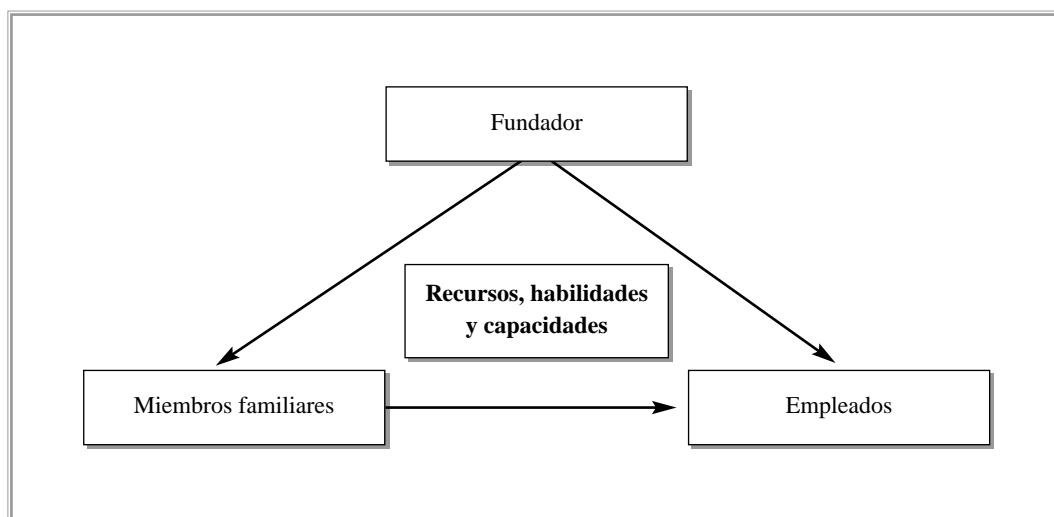 Fundador
Recursos, habilidades
y capacidades
Miembros familiares
Empleados